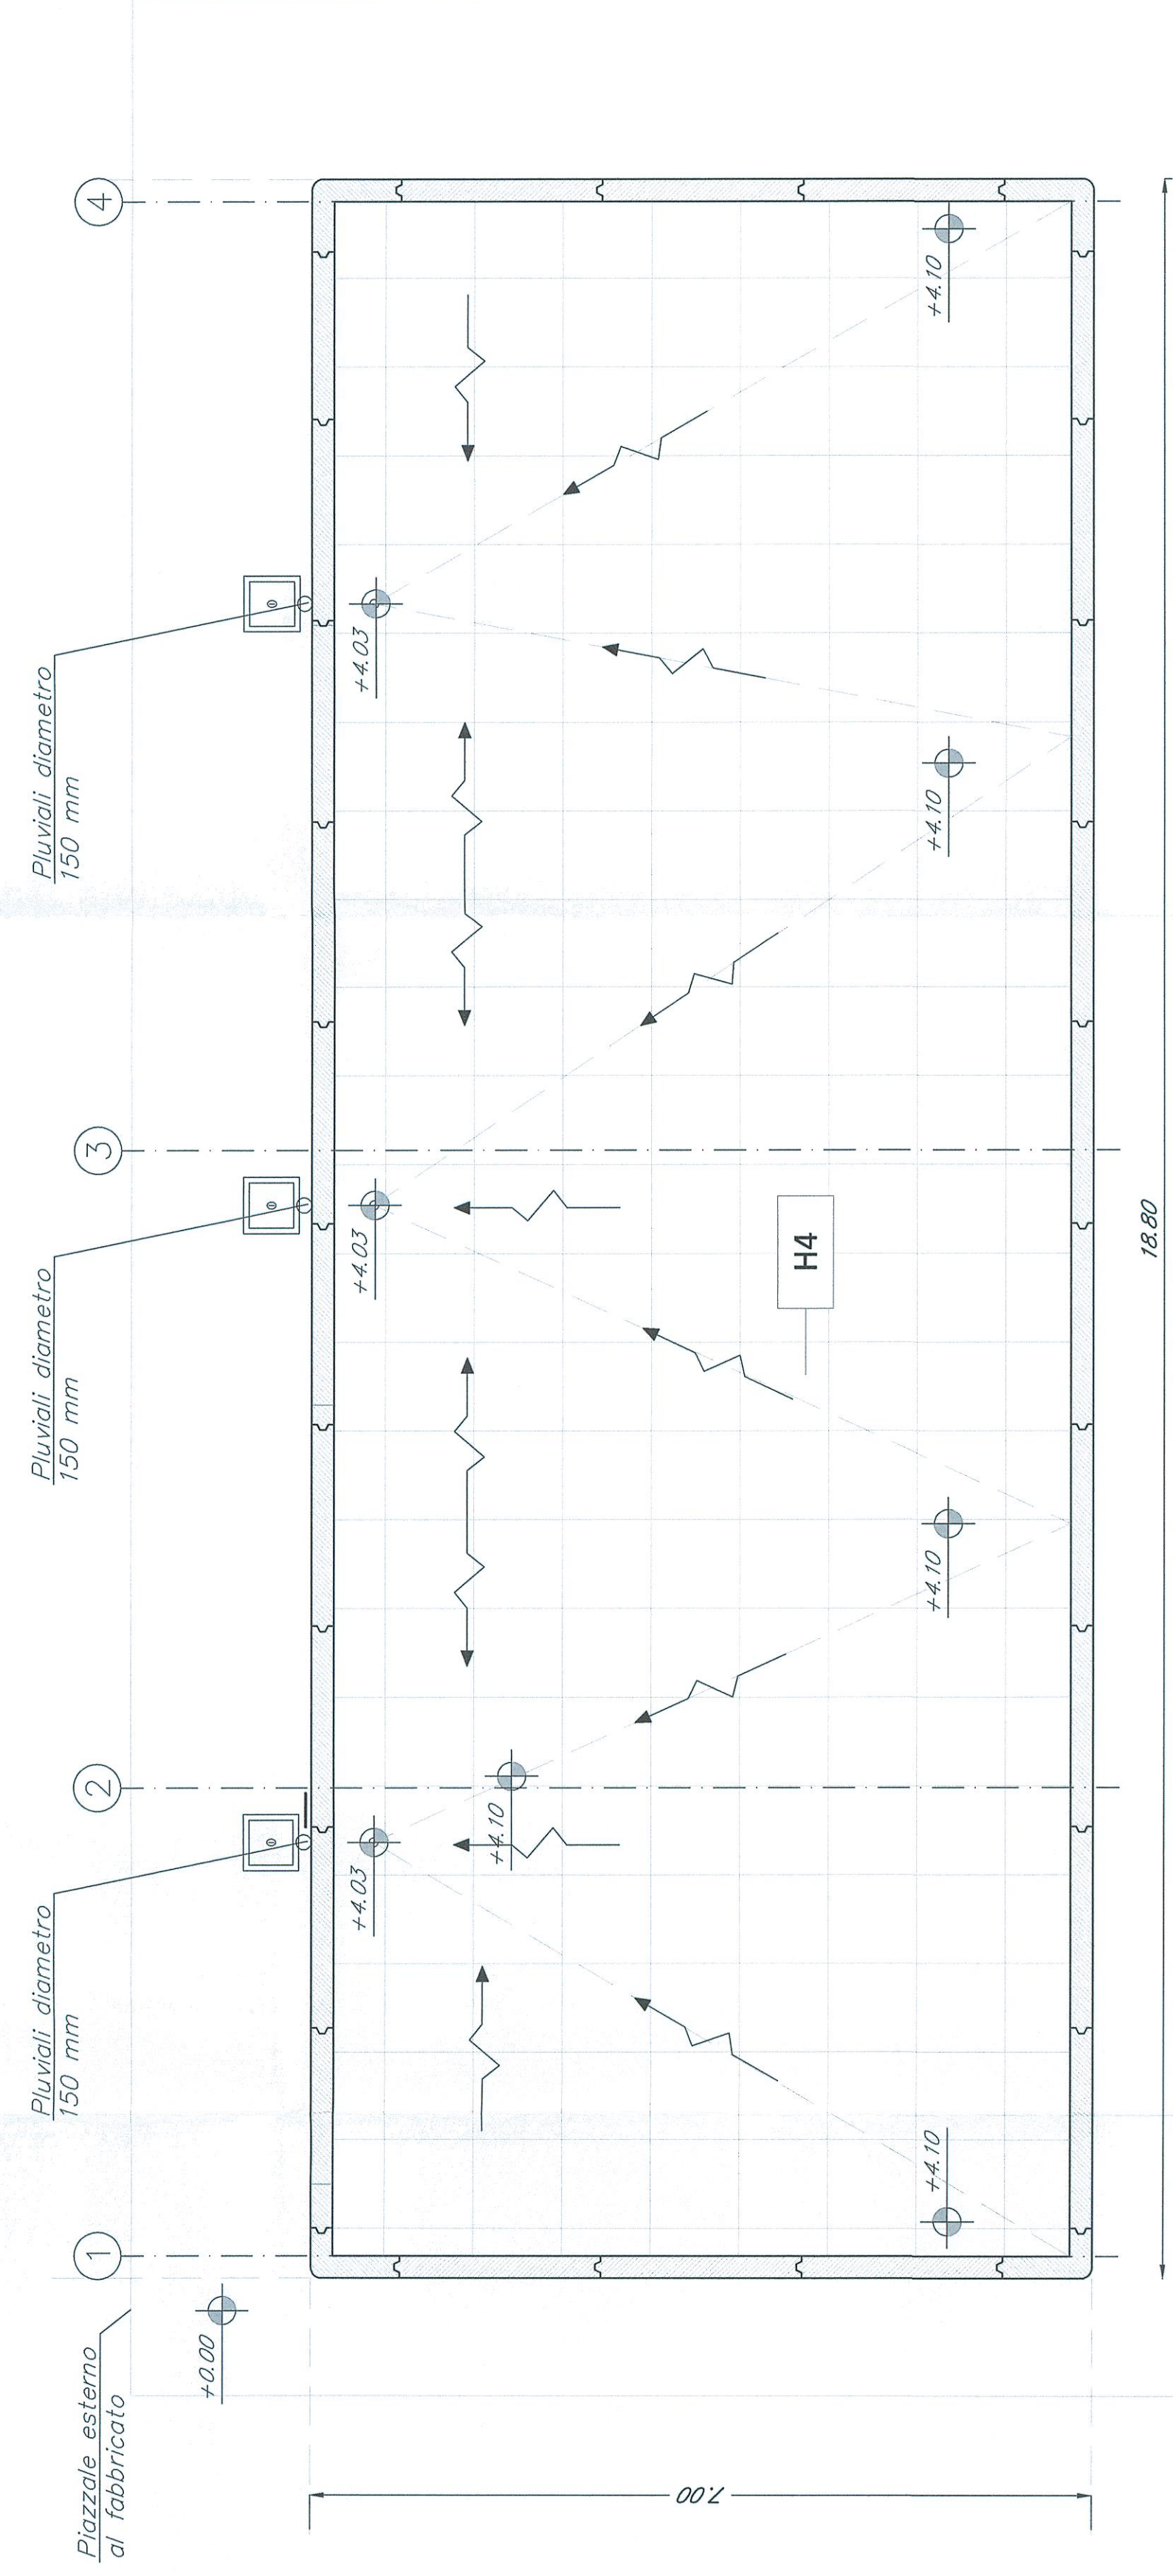 4
3
2
1
Pluviali diametro
150 mm
Pluviali diametro
150 mm
Pluviali diametro
150 mm
Piazzale esterno
al fabbricato
+0.00
+4.03
+4.03
+4.03
+4.10
+4.10
+4.10
+4.10
+4.10
H4
18.80
7.00